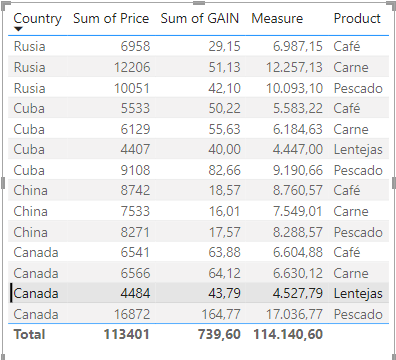 Country Sum of Price Sum of GAIN Measure Product
Rusia 6958 29,15 6.987,15 Café
Rusia 12206 51,13 12.257,13 Carne
Rusia 10051 42,10 10.093,10 Pescado
Cuba 5533 50,22 5.583,22 Café
Cuba 6129 55,63 6.184,63 Carne
Cuba 4407 40,00 4.447,00 Lentejas
Cuba 9108 82,66 9.190,66 Pescado
China 8742 18,57 8.760,57 Café
China 7533 16,01 7.549,01 Carne
China 8271 17,57 8.288,57 Pescado
Canada 6541 63,88 6.604,88 Café
Canada 6566 64,12 6.630,12 Carne
Canada 4484 43,79 4.527,79 Lentejas
Canada 16872 164,77 17.036,77 Pescado
Total 113401 739,60 114.140,60